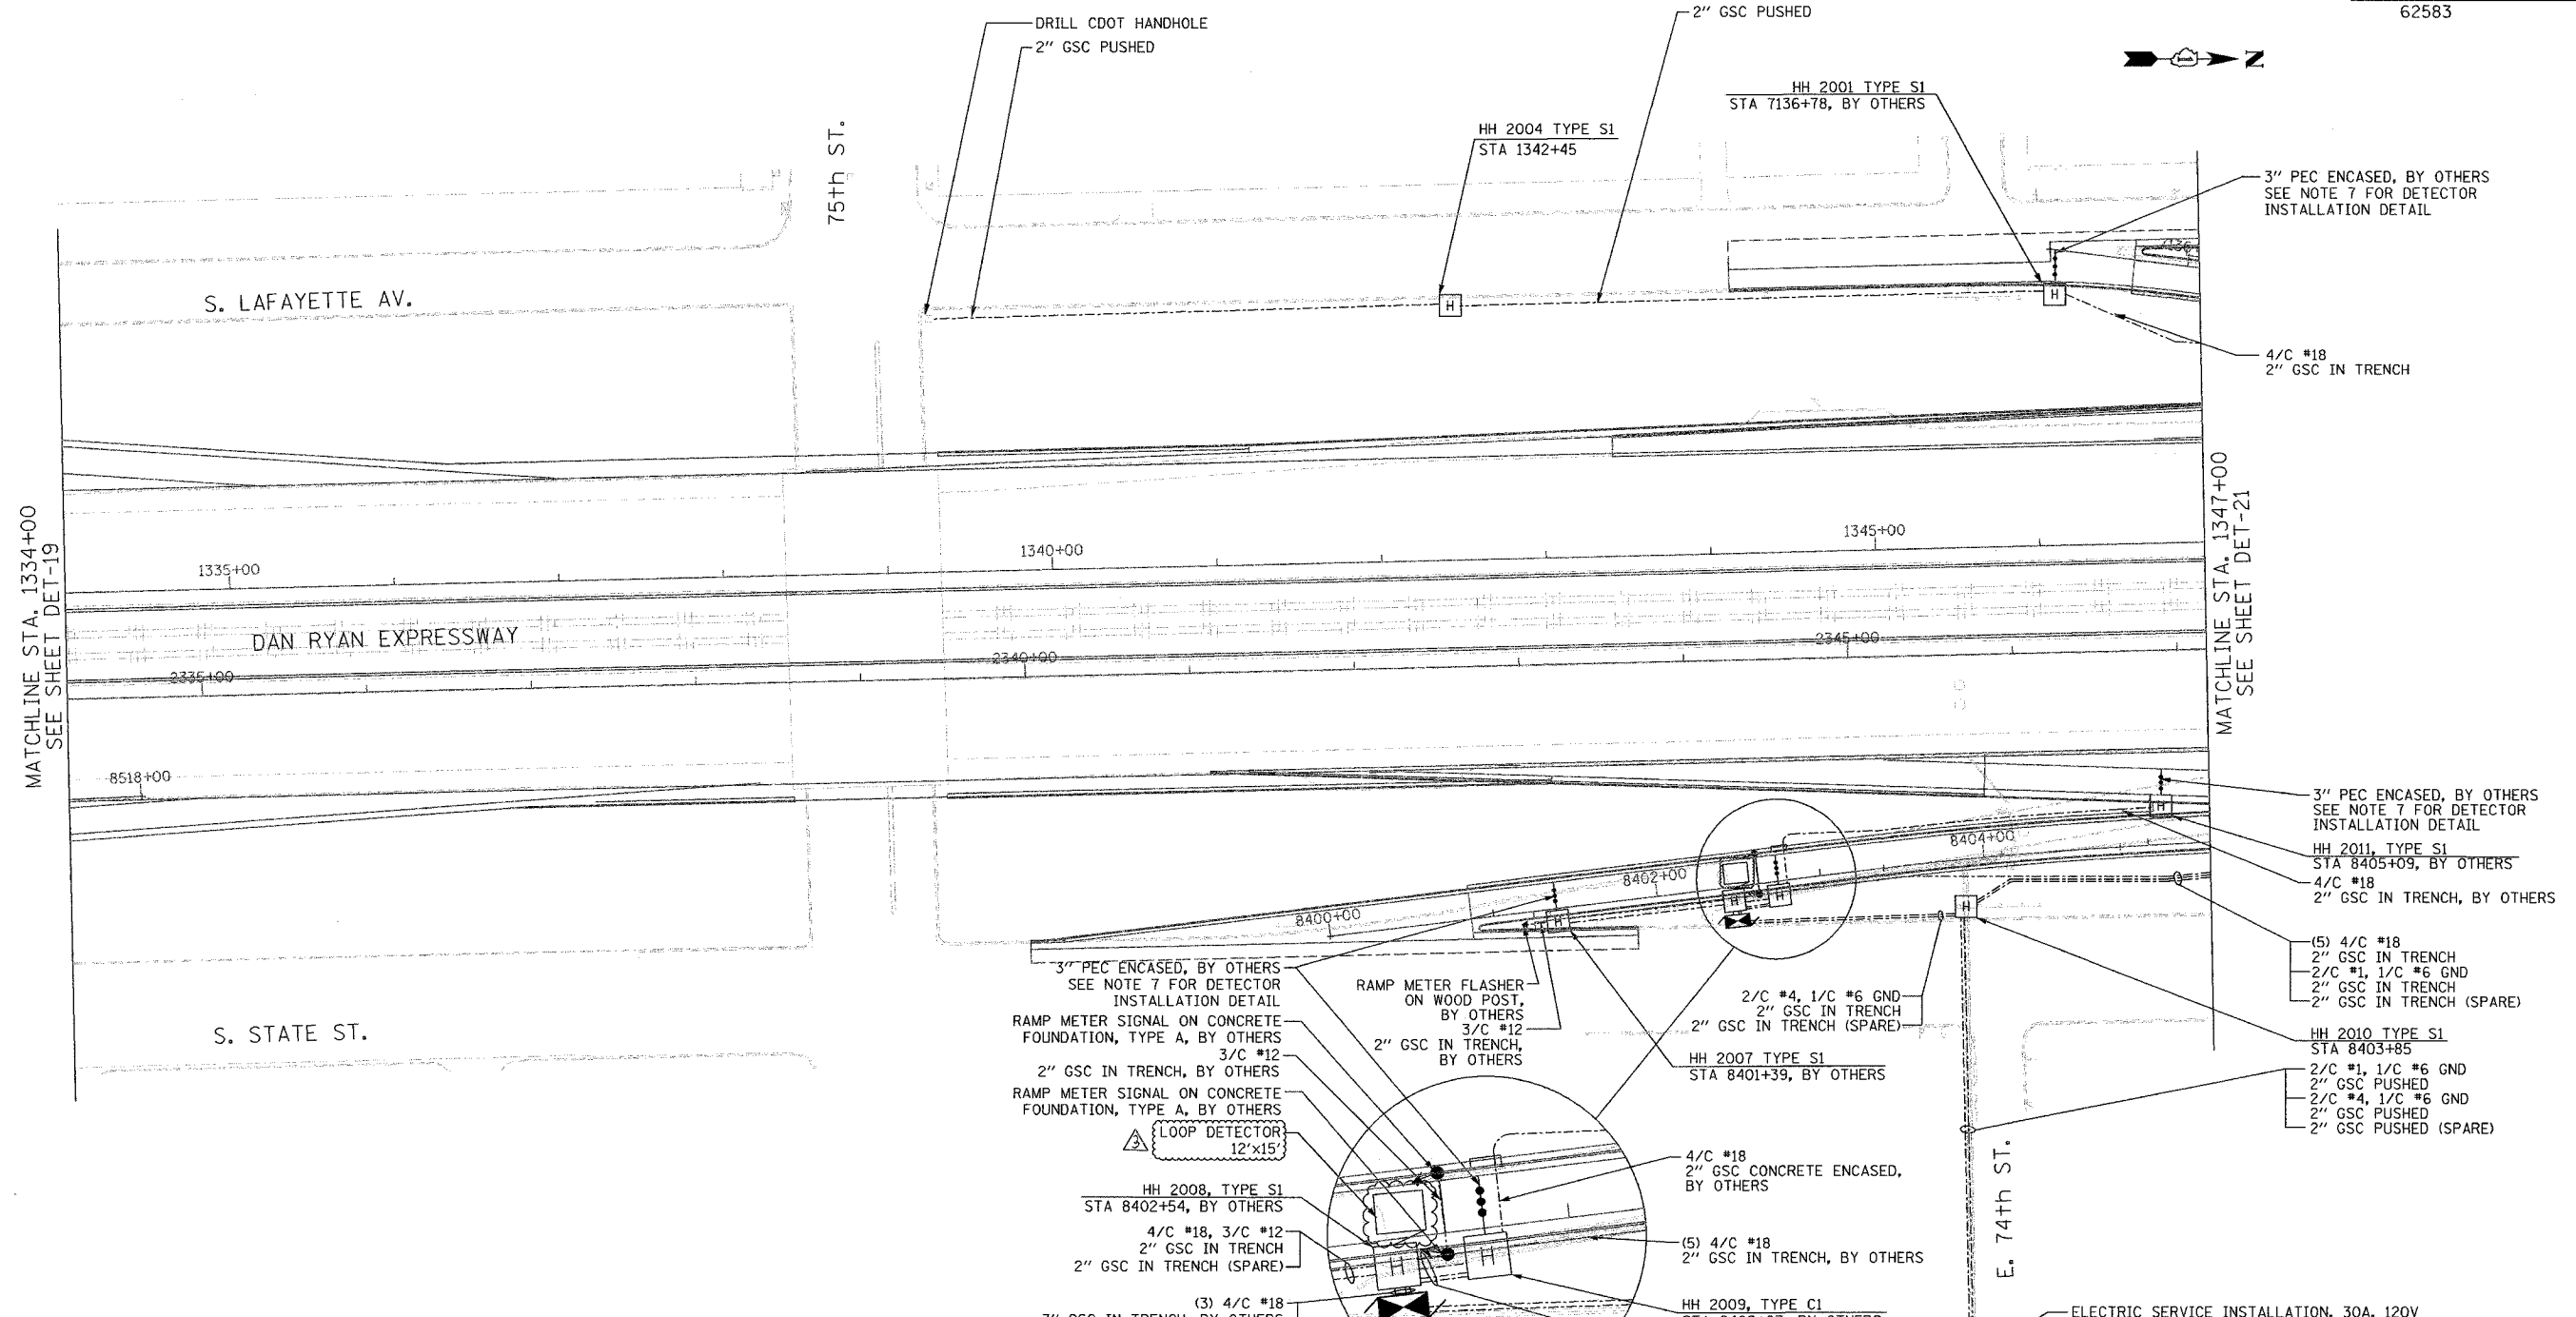 62583
DRILL CDOT HANDHOLE
2" GSC PUSHED
2" GSC PUSHED
N
HH 2001 TYPE S1
STA 7136+78, BY OTHERS
HH 2004 TYPE S1
STA 1342+45
75th ST.
3" PEC ENCASED, BY OTHERS
SEE NOTE 7 FOR DETECTOR
INSTALLATION DETAIL
S. LAFAYETTE AV.
H
H
4/C #18
2" GSC IN TRENCH
MATCHLINE STA. 1334+00
SEE SHEET DET-19
MATCHLINE STA. 1347+00
SEE SHEET DET-21
1335+00
1340+00
1345+00
DAN RYAN EXPRESSWAY
2335+00
2340+00
2345+00
8518+00
3" PEC ENCASED, BY OTHERS
SEE NOTE 7 FOR DETECTOR
INSTALLATION DETAIL
H
HH 2011, TYPE S1
STA 8405+09, BY OTHERS
4/C #18
2" GSC IN TRENCH, BY OTHERS
8400+00
8402+00
8404+00
H
H
H
H
(5) 4/C #18
2" GSC IN TRENCH
2/C #1, 1/C #6 GND
2" GSC IN TRENCH
2" GSC IN TRENCH (SPARE)
HH 2010 TYPE S1
STA 8403+85
2/C #1, 1/C #6 GND
2" GSC PUSHED
2/C #4, 1/C #6 GND
2" GSC PUSHED
2" GSC PUSHED (SPARE)
3" PEC ENCASED, BY OTHERS
SEE NOTE 7 FOR DETECTOR
INSTALLATION DETAIL
RAMP METER SIGNAL ON CONCRETE
FOUNDATION, TYPE A, BY OTHERS
3/C #12
2" GSC IN TRENCH, BY OTHERS
RAMP METER SIGNAL ON CONCRETE
FOUNDATION, TYPE A, BY OTHERS
3
LOOP DETECTOR
12'x15'
RAMP METER FLASHER
ON WOOD POST,
BY OTHERS
3/C #12
2" GSC IN TRENCH,
BY OTHERS
2/C #4, 1/C #6 GND
2" GSC IN TRENCH
2" GSC IN TRENCH (SPARE)
HH 2007 TYPE S1
STA 8401+39, BY OTHERS
S. STATE ST.
HH 2008, TYPE S1
STA 8402+54, BY OTHERS
4/C #18, 3/C #12
2" GSC IN TRENCH
2" GSC IN TRENCH (SPARE)
(3) 4/C #18
GSC IN TRENCH, BY OTHERS
4/C #18
2" GSC CONCRETE ENCASED,
BY OTHERS
(5) 4/C #18
2" GSC IN TRENCH, BY OTHERS
H
H
HH 2009, TYPE C1
E. 74th ST.
ELECTRIC SERVICE INSTALLATION, 30A, 120V